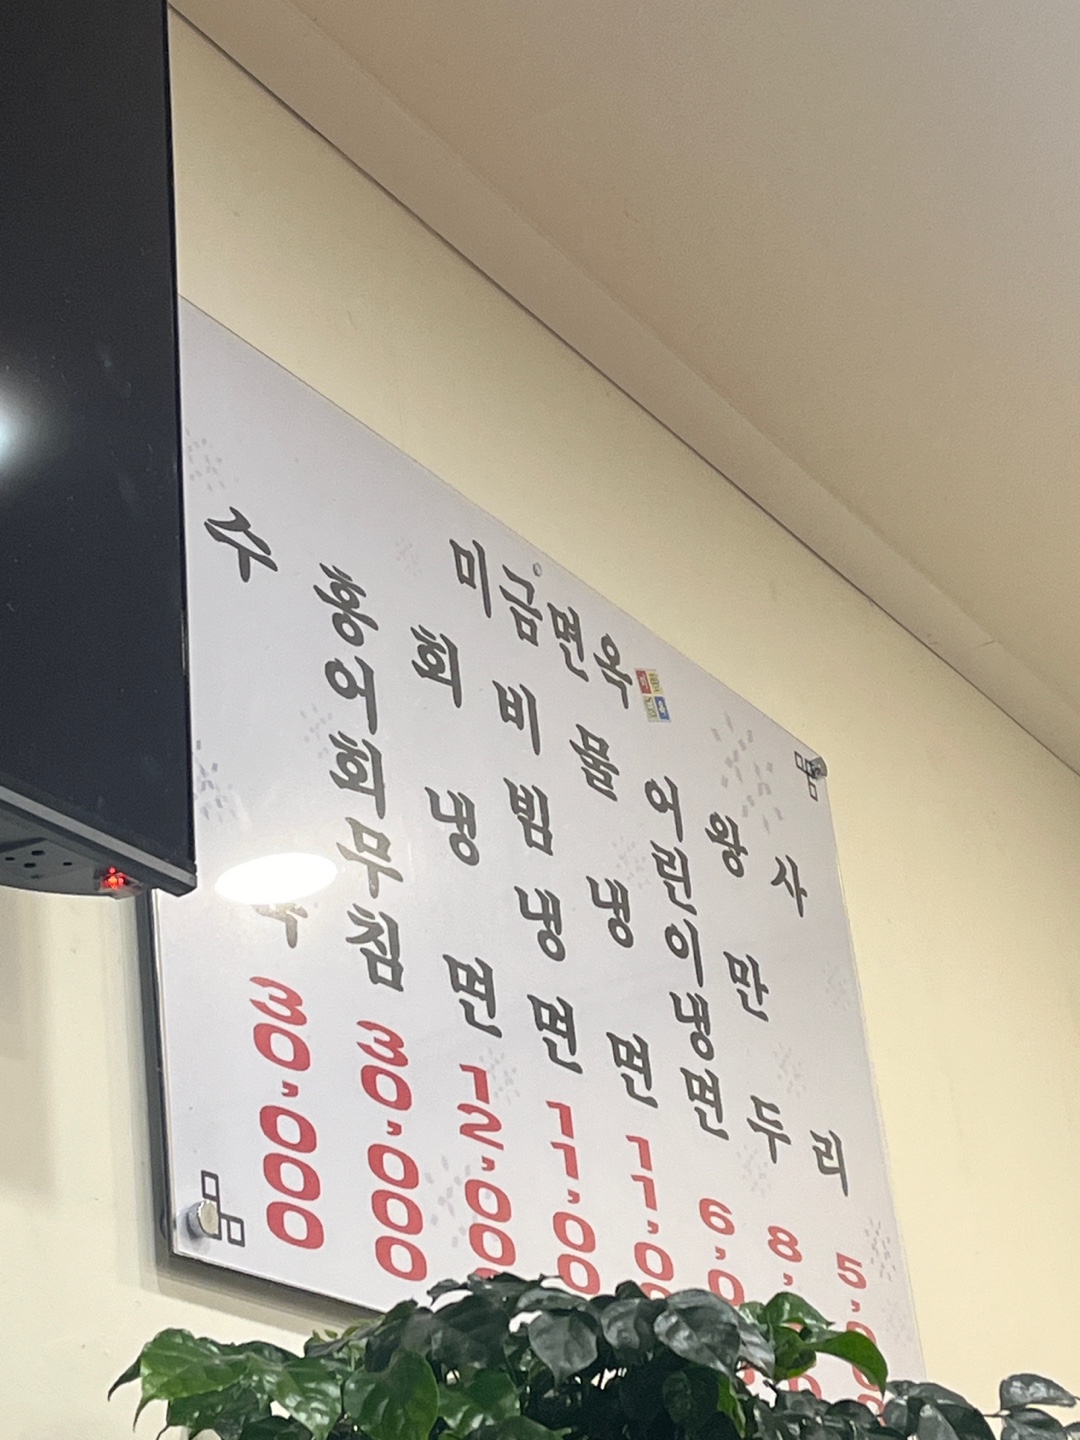 미금면옥
수 30.000
홍어회무침 30.000
회냉면 12.00
비빔냉면 11.00
물냉면 11.0
어린이냉면 6.0
왕만두 8.
사리 5.00